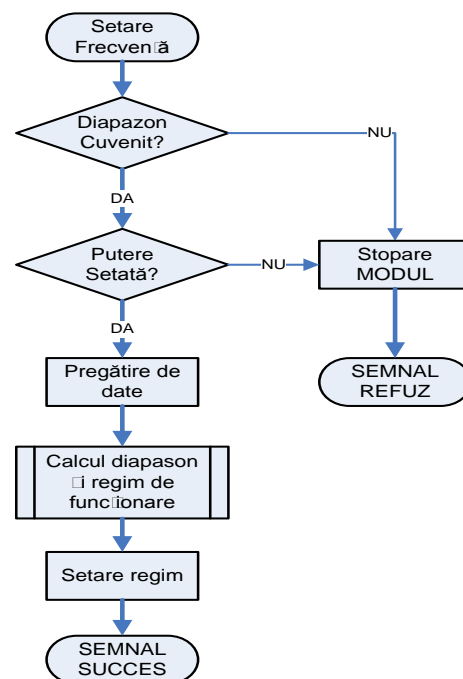 Setare
Frecven□ă
Diapazon
Cuvenit?
NU
DA
Putere
Setată?
NU
Stopare
MODUL
DA
SEMNAL
REFUZ
Pregătire de
date
Calcul diapason
□i regim de
func□ionare
Setare regim
SEMNAL
SUCCES